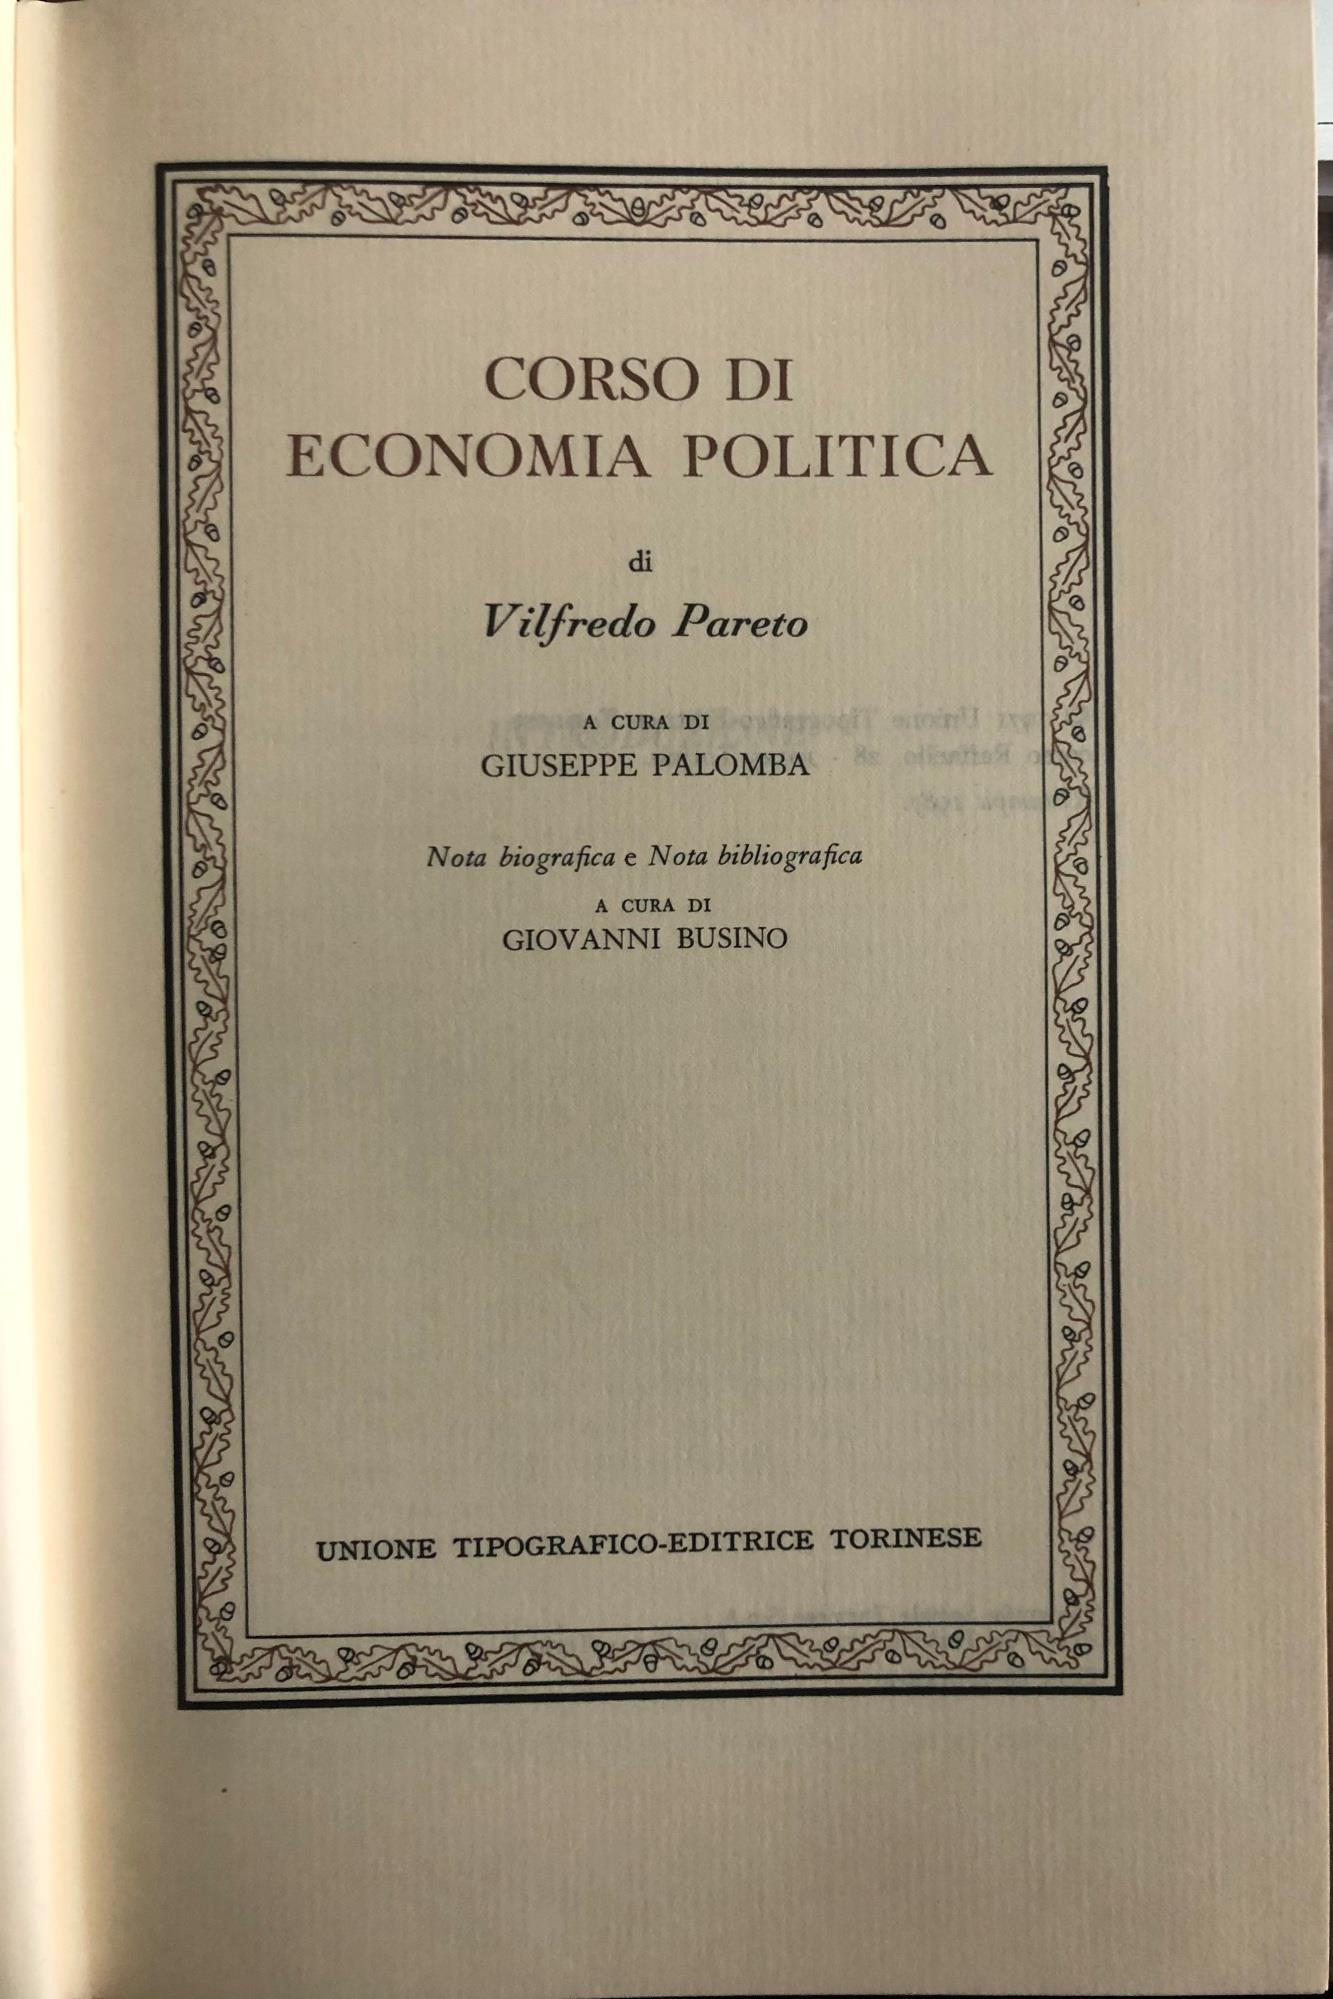 CORSO DI
ECONOMIA POLITICA
di
Vilfredo Pareto
A CURA DI
GIUSEPPE PALOMBA
Nota biografica e Nota bibliografica
A CURA DI
GIOVANNI BUSINO
UNIONE TIPOGRAFICO-EDITRICE TORINESE